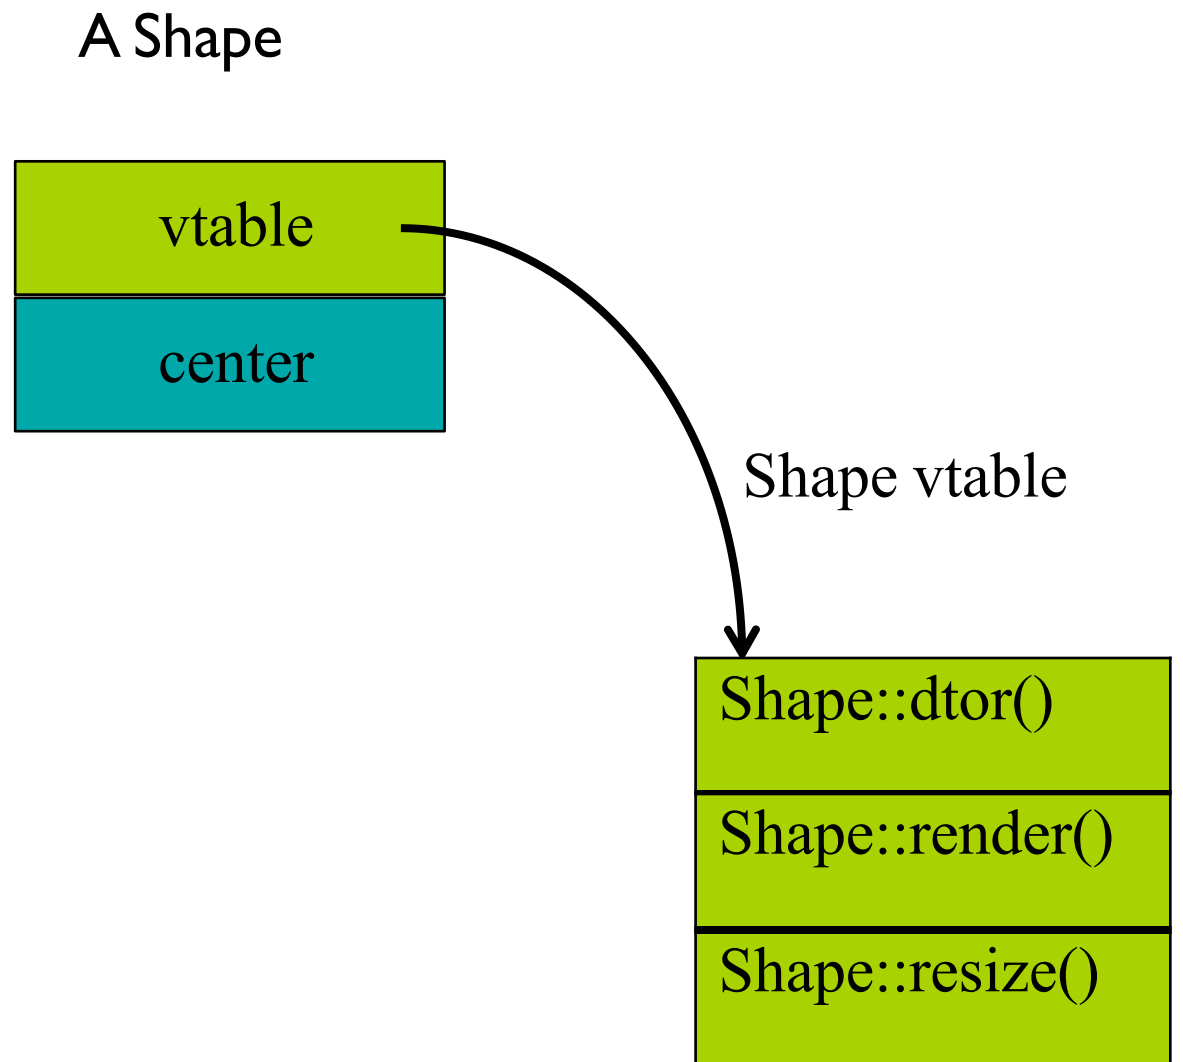 A Shape
vtable
center
Shape vtable
Shape::dtor()
Shape::render()
Shape::resize()